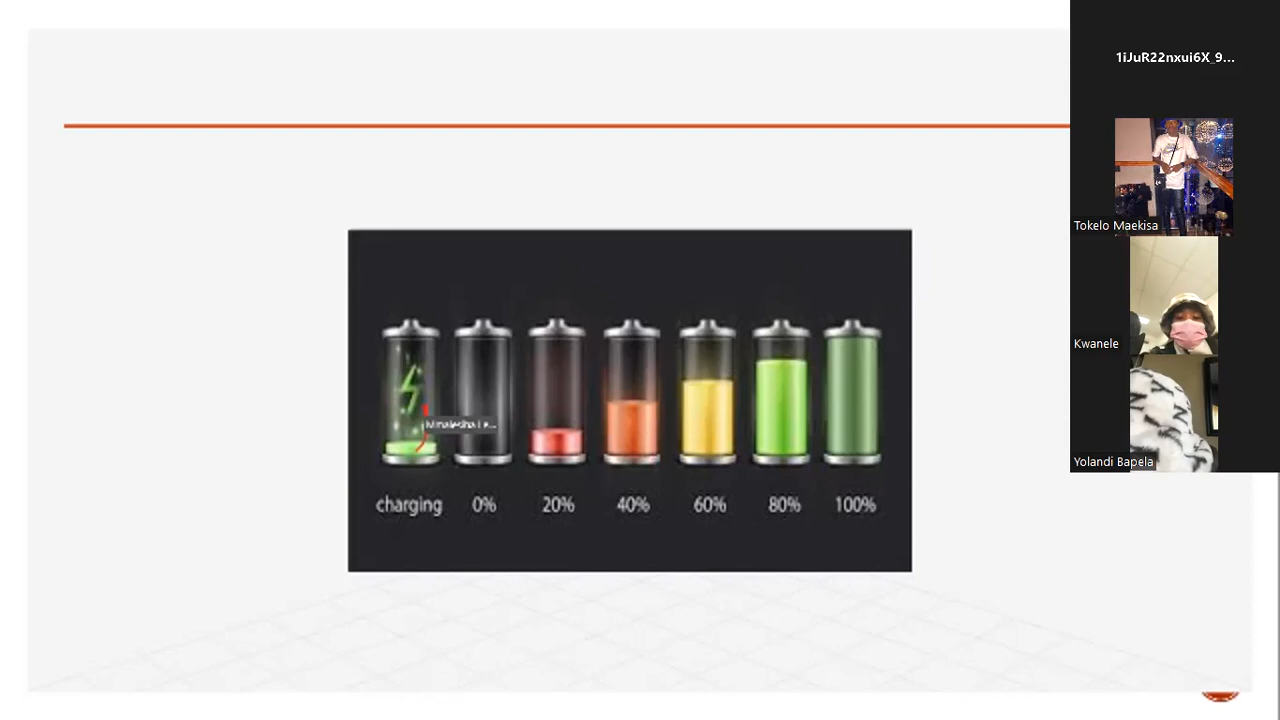 1iJuR22nxui6X_9...
Tokelo Maekisa
Kwanele
Yolandi Bapela
charging 0% 20% 40% 60% 80% 100%